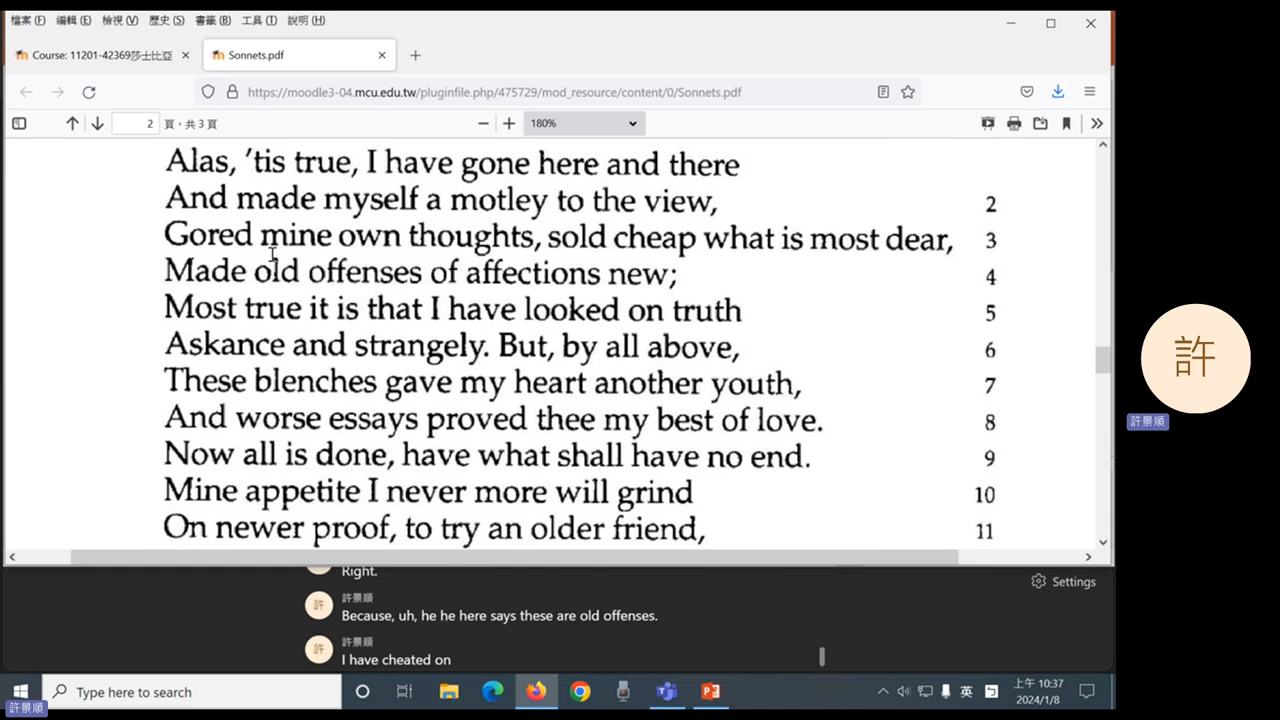 檔案(F) 編輯(E) 檢視(V) 歷史(S) 書籤(B) 工具(T) 說明(H)
Course: 11201-42369莎士比亞
Sonnets.pdf
https://moodle3-04.mcu.edu.tw/pluginfile.php/475729/mod_resource/content/0/Sonnets.pdf
2 頁，共 3 頁
180%
Alas, ’tis true, I have gone here and there
And made myself a motley to the view, 2
Gored mine own thoughts, sold cheap what is most dear, 3
Made old offenses of affections new; 4
Most true it is that I have looked on truth 5
Askance and strangely. But, by all above, 6
These blenches gave my heart another youth, 7
And worse essays proved thee my best of love. 8
Now all is done, have what shall have no end. 9
Mine appetite I never more will grind 10
On newer proof, to try an older friend, 11
許
許景順
Right.
Settings
許景順
許
Because, uh, he he here says these are old offenses.
許景順
許
I have cheated on
Type here to search
英
上午 10:37
2024/1/8
許景順